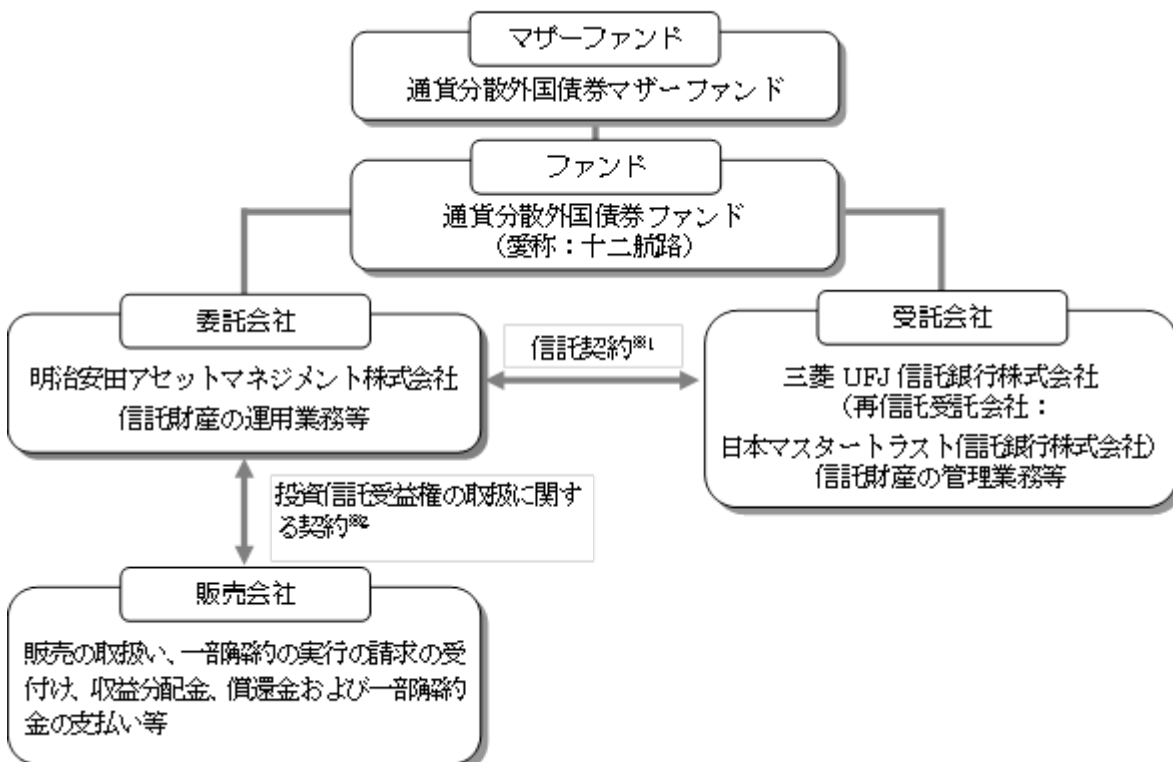 マザーファンド
通貨分散外国債券マザーファンド
ファンド
通貨分散外国債券ファンド
（愛称：十二航路）
委託会社
明治安田アセットマネジメント株式会社
信託財産の運用業務等
信託契約※1
受託会社
三菱 UFJ 信託銀行株式会社
（再信託受託会社：
日本マスタートラスト信託銀行株式会社）
信託財産の管理業務等
投資信託受益権の取扱に関す
る契約※2
販売会社
販売の取扱い、一部解約の実行の請求の受
付け、収益分配金、償還金および一部解約
金の支払い等